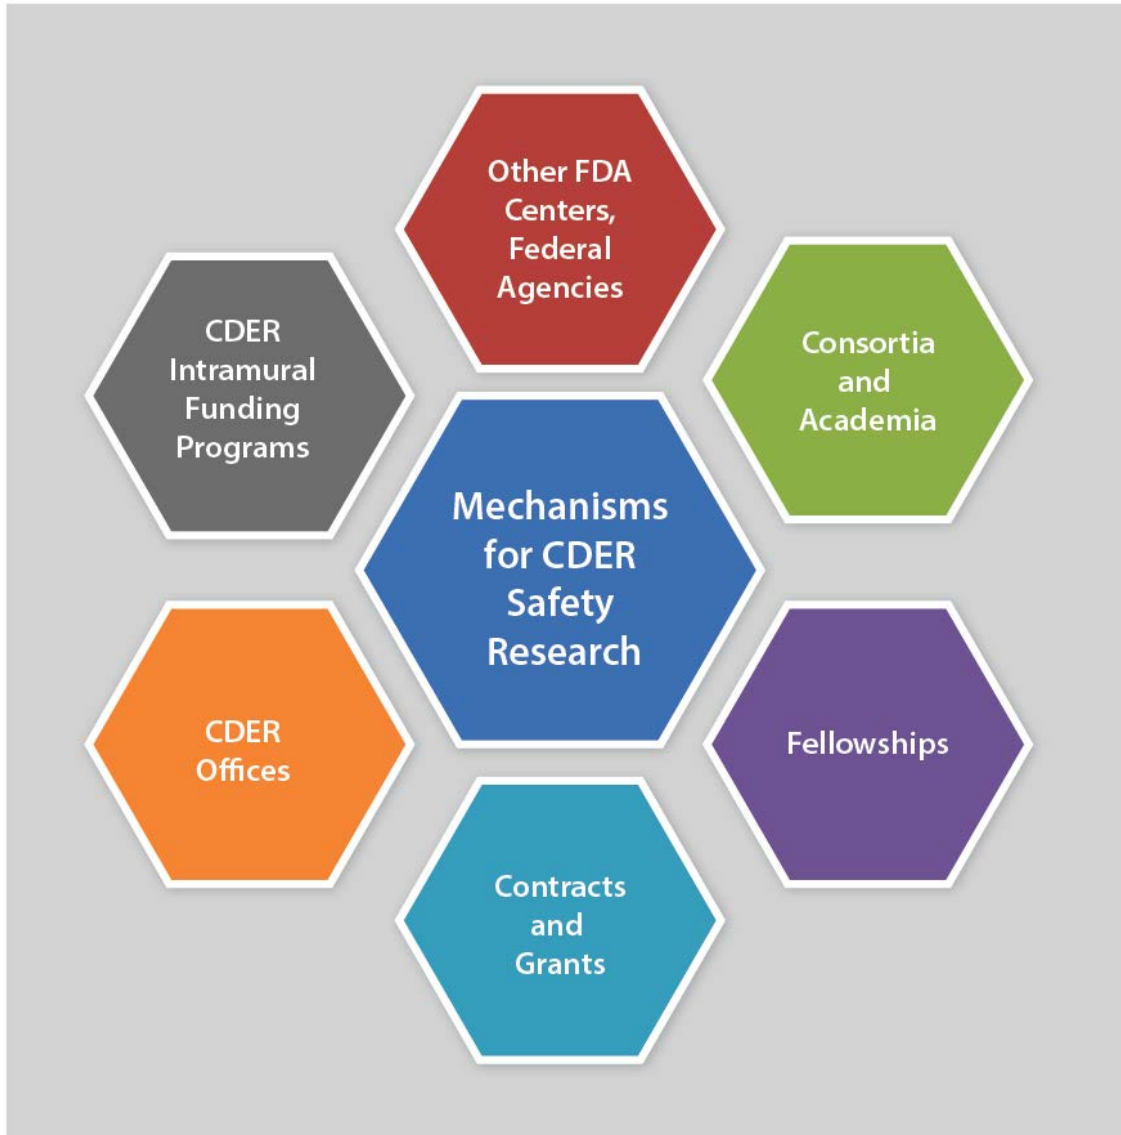 Other FDA
Centers,
Federal
Agencies
CDER
Intramural
Funding
Programs
Consortia
and
Academia
Mechanisms
for CDER
Safety
Research
CDER
Offices
Fellowships
Contracts
and
Grants